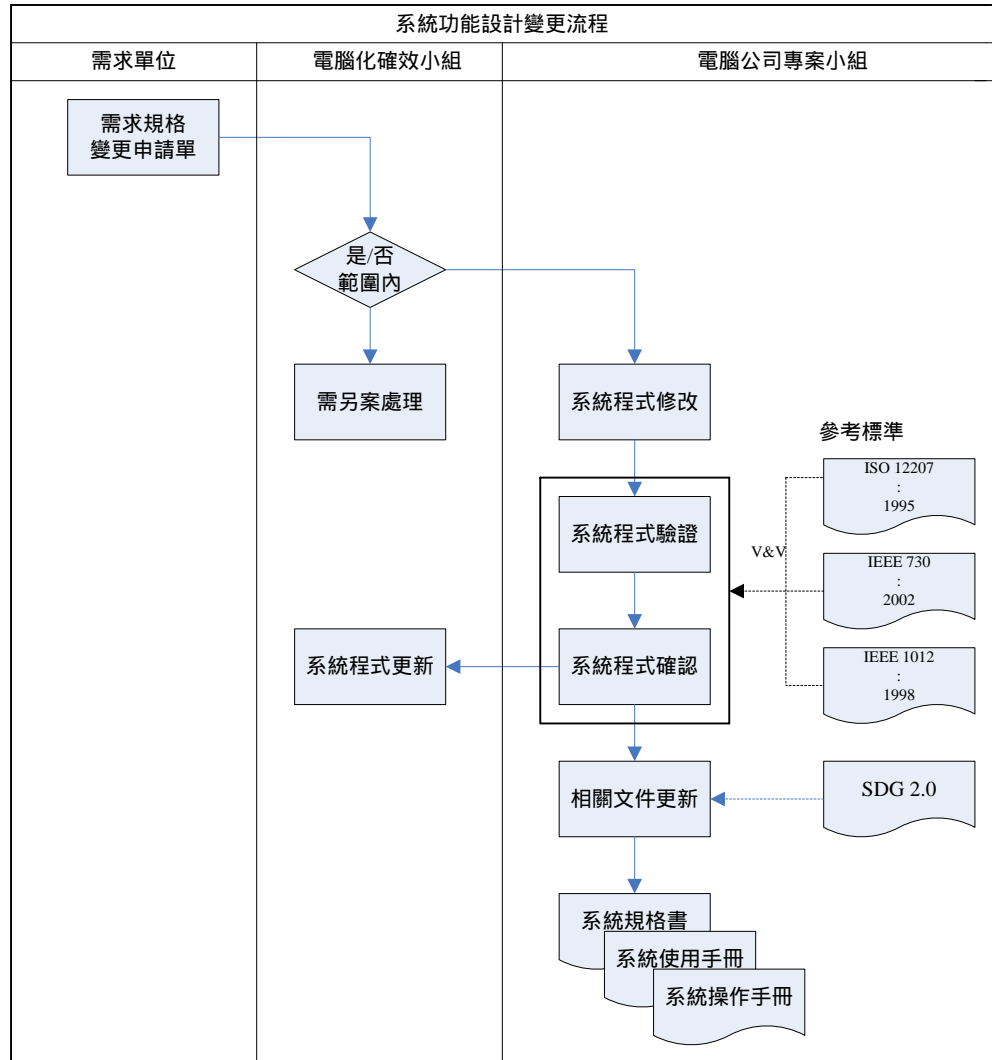 系統功能設計變更流程
需求單位
電腦化確效小組
電腦公司專案小組
需求規格
變更申請單
是/否
範圍內
需另案處理
系統程式修改
參考標準
ISO 12207
:
1995
系統程式驗證
V&V
IEEE 730
:
2002
系統程式更新
系統程式確認
IEEE 1012
:
1998
相關文件更新
SDG 2.0
系統規格書
系統使用手冊
系統操作手冊